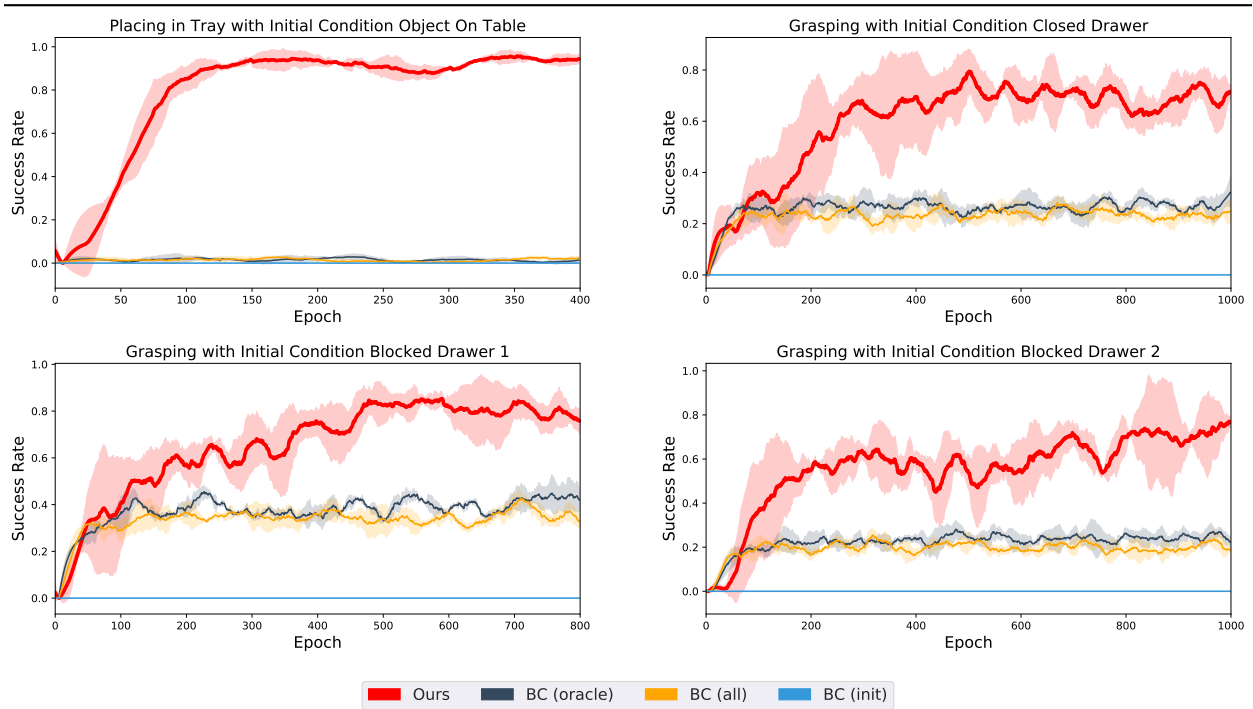 Placing in Tray with Initial Condition Object On Table
Success Rate
1.0
0.8
0.6
0.4
0.2
0.0
0 50 100 150 200 250 300 350 400
Epoch
Grasping with Initial Condition Closed Drawer
Success Rate
0.8
0.6
0.4
0.2
0.0
0 200 400 600 800 1000
Epoch
Grasping with Initial Condition Blocked Drawer 1
Success Rate
1.0
0.8
0.6
0.4
0.2
0.0
0 100 200 300 400 500 600 700 800
Epoch
Grasping with Initial Condition Blocked Drawer 2
Success Rate
1.0
0.8
0.6
0.4
0.2
0.0
0 200 400 600 800 1000
Epoch
Ours BC (oracle) BC (all) BC (init)